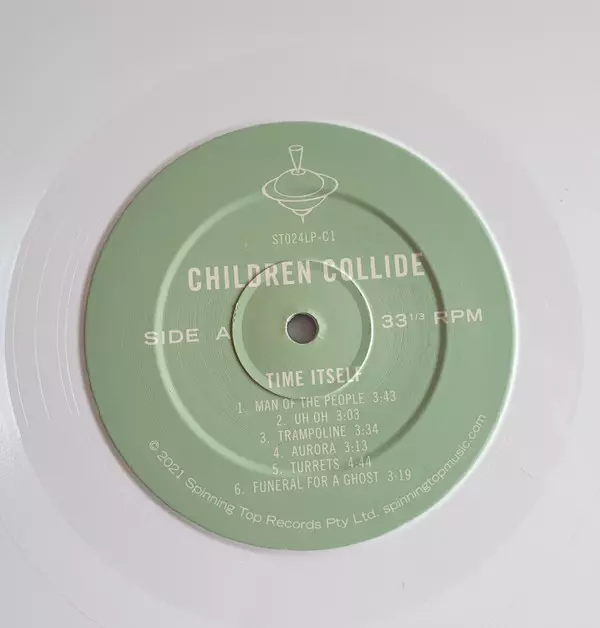 ST024LP-C1
CHILDREN COLLIDE
SIDE A
33 1/3 RPM
TIME ITSELF
1. MAN OF THE PEOPLE 3:43
2. UH OH 3:03
3. TRAMPOLINE 3:34
4. AURORA 3:13
5. TURRETS 4:44
6. FUNERAL FOR A GHOST 3:19
© 2021 Spinning Top Records Pty Ltd. spinningtopmusic.com